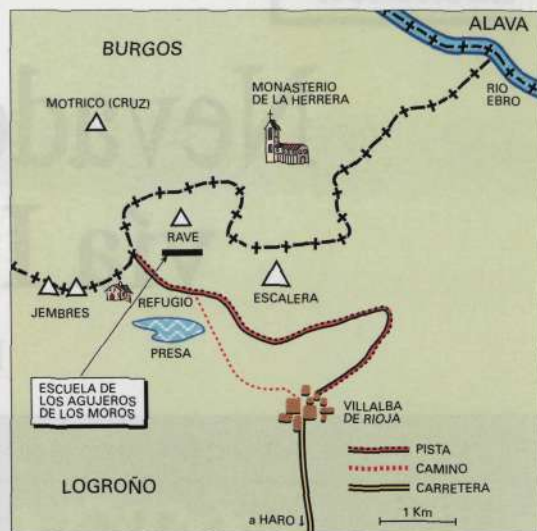 ALAVA
BURGOS
RIO
EBRO
MOTRICO (CRUZ)
MONASTERIO
DE LA HERRERA
RAVE
ESCALERA
JEMBRES
REFUGIO
PRESA
ESCUELA DE
LOS AGUJEROS
DE LOS MOROS
VILLALBA
DE RIOJA
PISTA
CAMINO
CARRETERA
LOGROÑO
a HARO ↓
1 Km